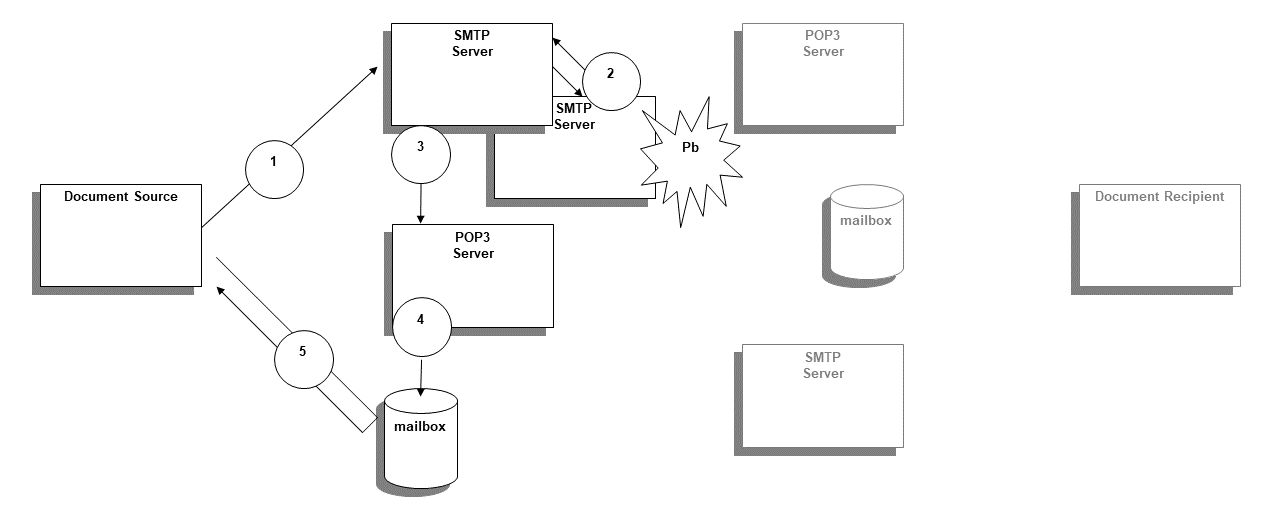 SMTP
Server
2
SMTP
Server
POP3
Server
1
3
Pb
Document Source
POP3
Server
mailbox
Document Recipient
4
5
mailbox
SMTP
Server